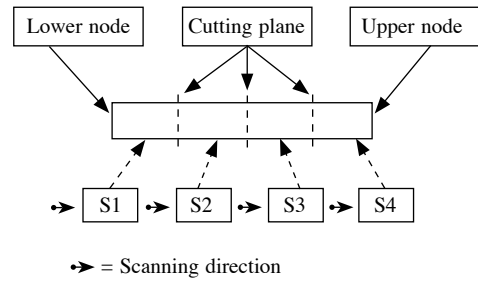 Lower node
Cutting plane
Upper node
S1
S2
S3
S4
= Scanning direction